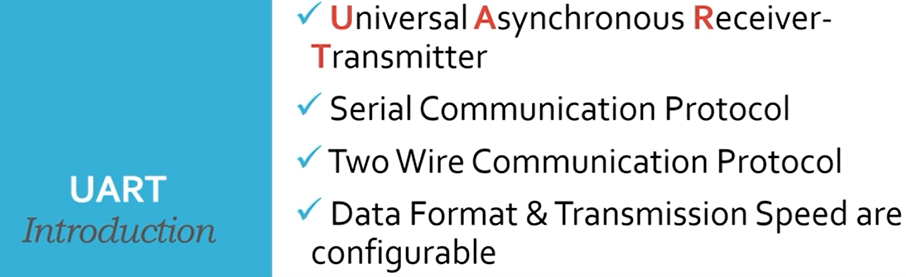 UART
Introduction
✓ Universal Asynchronous Receiver-
Transmitter
✓ Serial Communication Protocol
✓ Two Wire Communication Protocol
✓ Data Format & Transmission Speed are
configurable